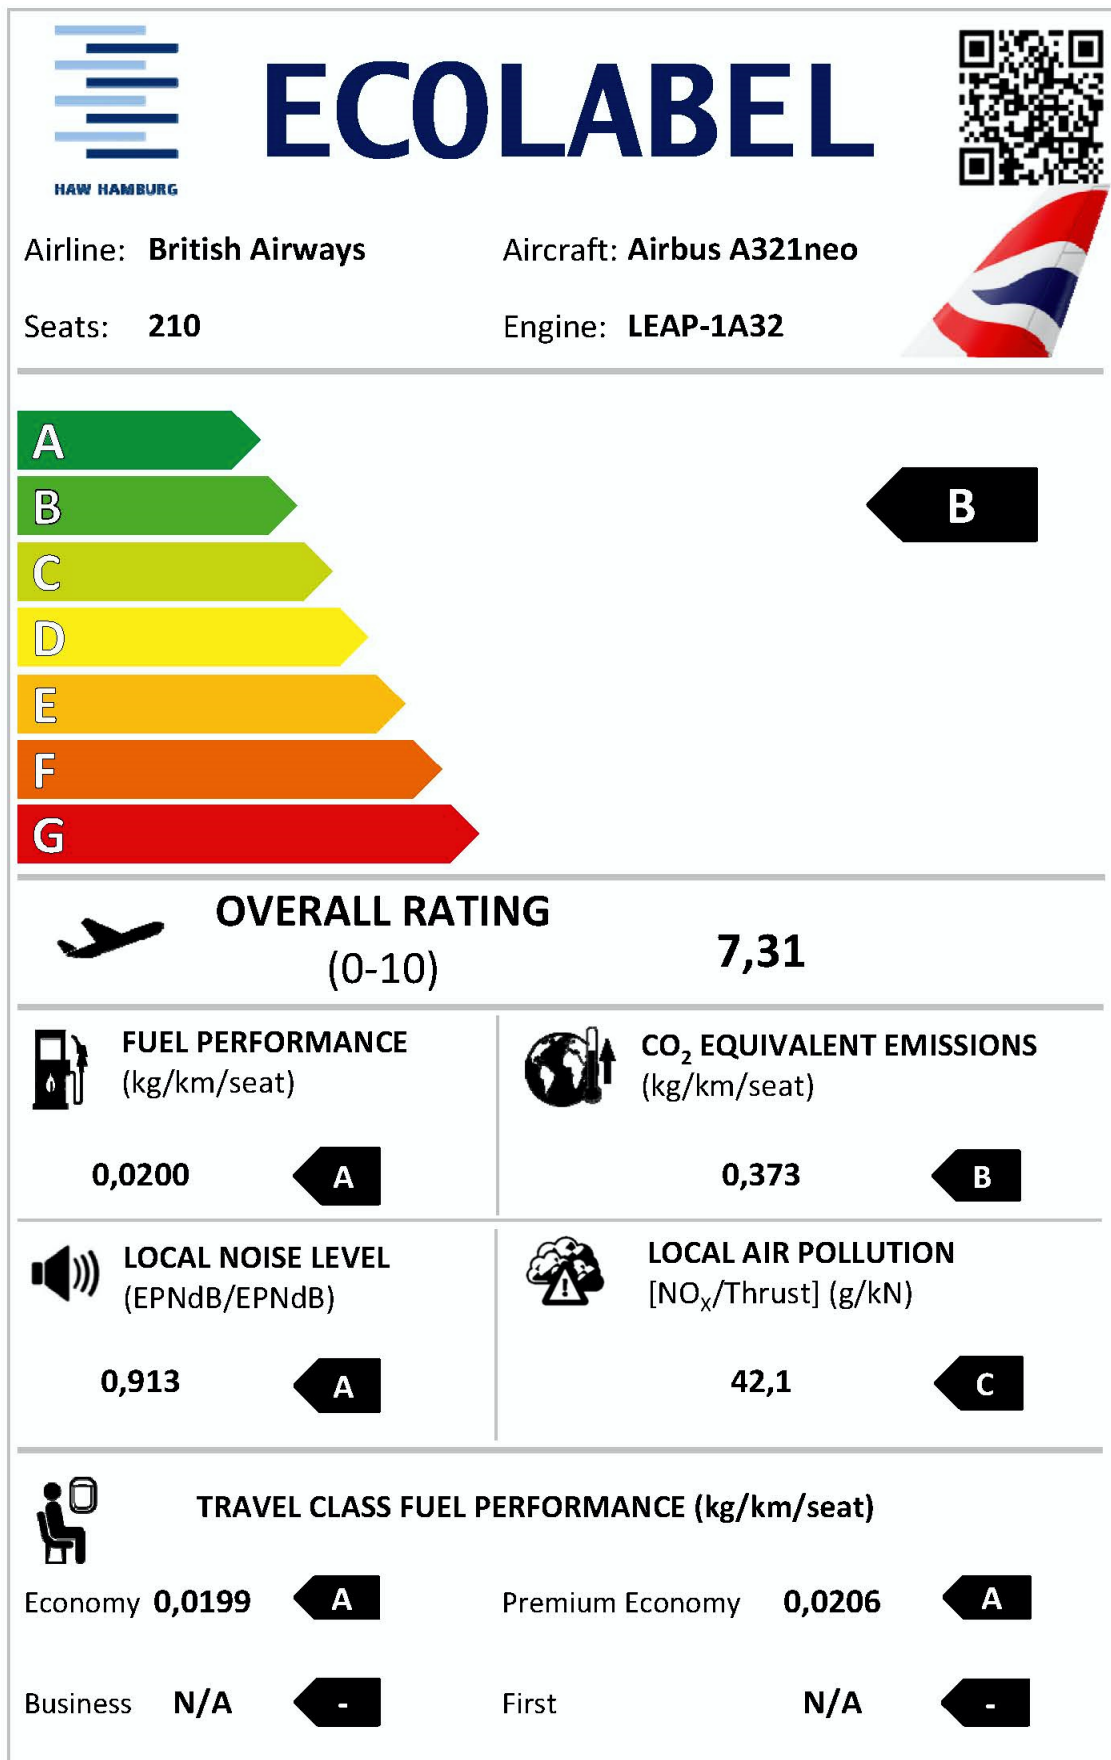 HAW HAMBURG
ECOLABEL
Airline: British Airways
Aircraft: Airbus A321neo
Seats: 210
Engine: LEAP-1A32
A
B
B
C
D
E
F
G
OVERALL RATING
(0-10)
7,31
FUEL PERFORMANCE
(kg/km/seat)
0,0200
A
CO₂ EQUIVALENT EMISSIONS
(kg/km/seat)
0,373
B
LOCAL NOISE LEVEL
(EPNdB/EPNdB)
0,913
A
LOCAL AIR POLLUTION
[NOₓ/Thrust] (g/kN)
42,1
C
TRAVEL CLASS FUEL PERFORMANCE (kg/km/seat)
Economy 0,0199 A
Premium Economy 0,0206 A
Business N/A -
First N/A -